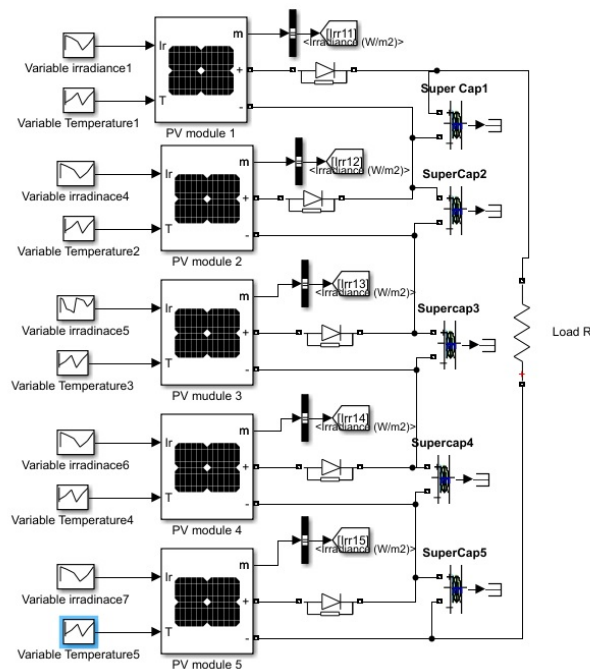 m
[Irr11]
<Irradiance (W/m2)>
Ir
Variable irradiance1
+
T
-
Variable Temperature1
PV module 1
Super Cap1
m
[Irr12]
<Irradiance (W/m2)>
Ir
Variable irradinace4
+
T
-
Variable Temperature2
PV module 2
SuperCap2
m
[Irr13]
<Irradiance (W/m2)>
Ir
Variable irradinace5
+
T
-
Variable Temperature3
PV mudule 3
Supercap3
Load R
m
[Irr14]
<Irradiance (W/m2)>
Ir
Variable irradinace6
+
T
-
Variable Temperature4
PV module 4
Supercap4
m
[Irr15]
<Irradiance (W/m2)>
Ir
Variable irradinace7
+
T
-
Variable Temperature5
PV module 5
SuperCap5